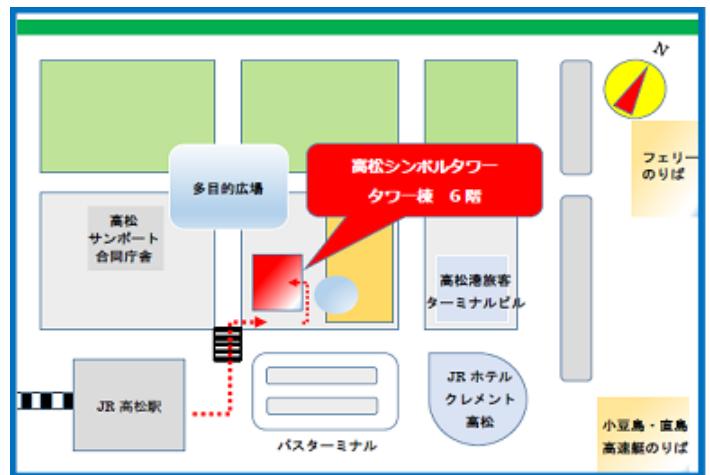 N
フェリー
のりば
高松シンボルタワー
タワー棟 6階
多目的広場
高松
サンポート
合同庁舎
高松港旅客
ターミナルビル
JR 高松駅
バスターミナル
JR ホテル
クレメント
高松
小豆島・直島
高速艇のりば